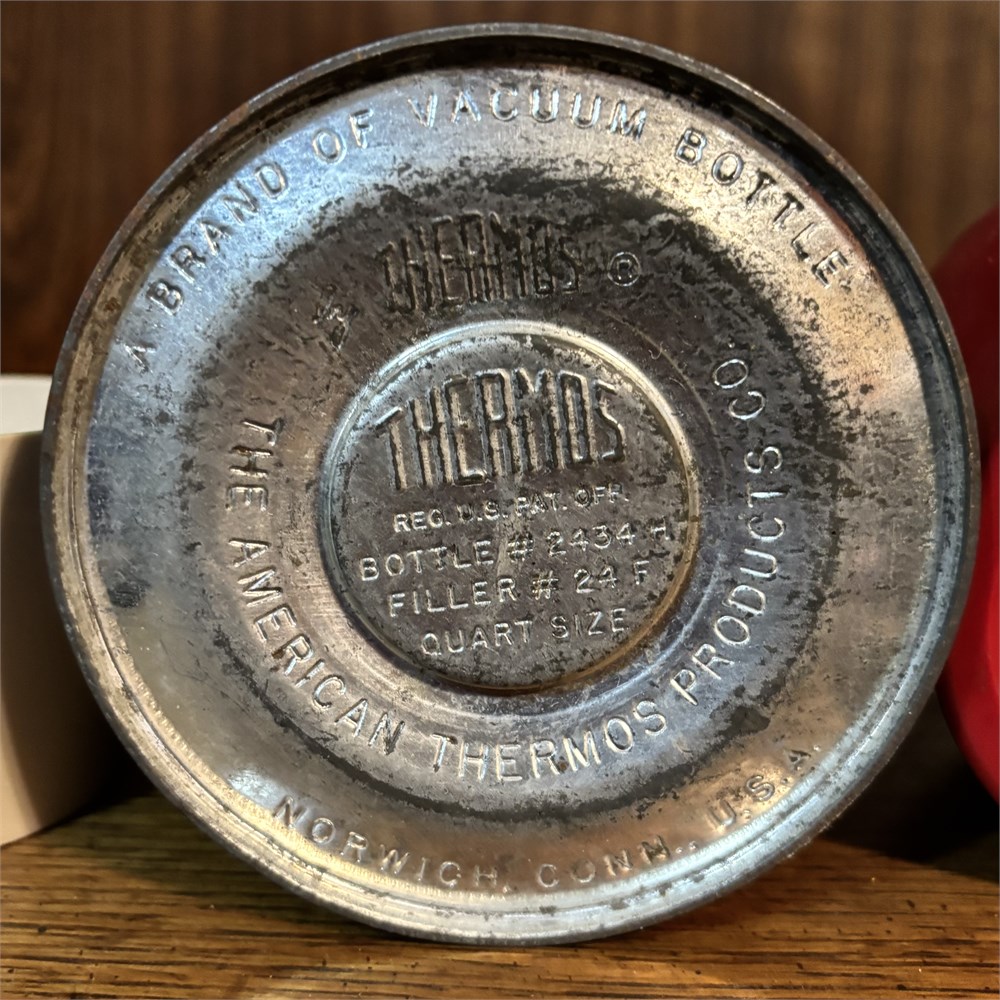 A BRAND OF VACUUM BOTTLE
THERMOS ®
THERMOS
REG. U.S. PAT. OFF.
BOTTLE # 2434 H
FILLER # 24 F
QUART SIZE
THE AMERICAN THERMOS PRODUCTS CO.
NORWICH, CONN., U.S.A.